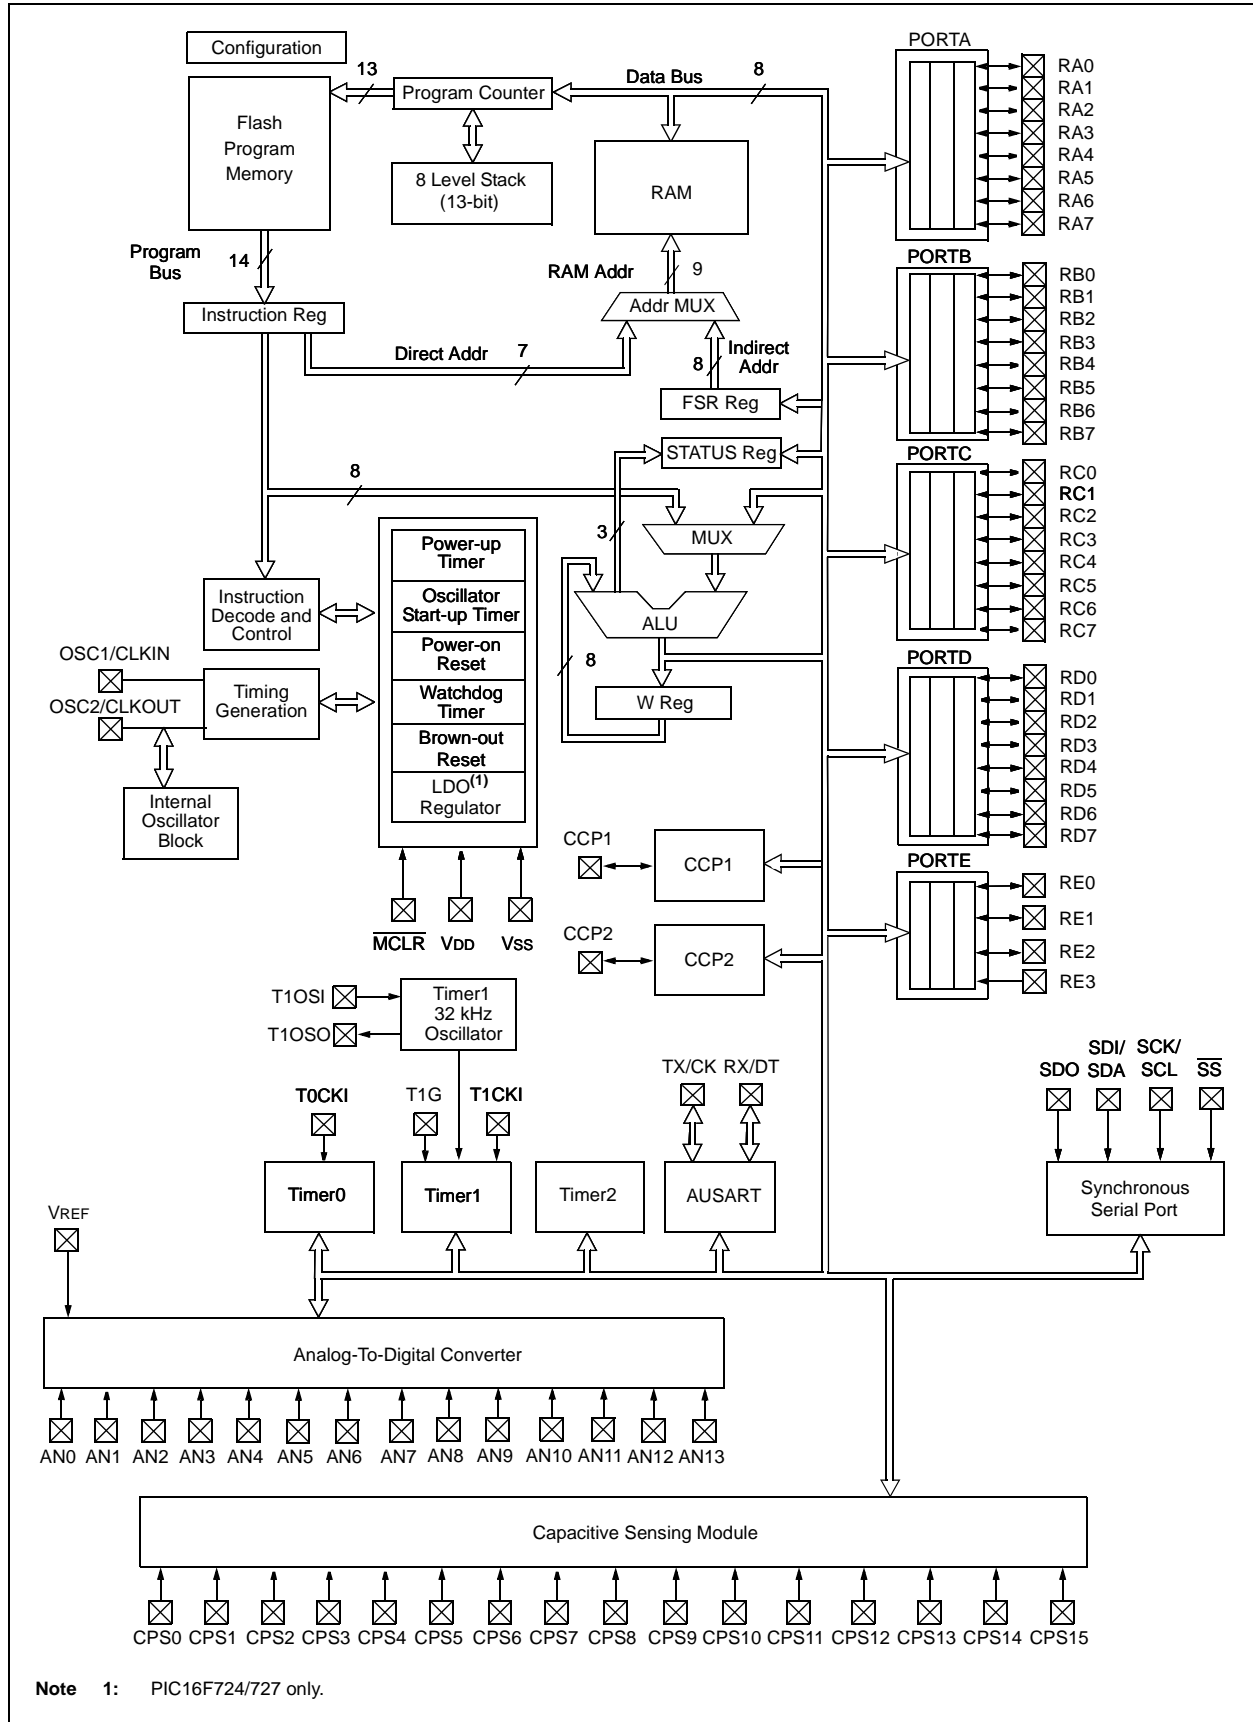 Configuration
Flash
Program
Memory
13
Program Counter
8 Level Stack
(13-bit)
Data Bus
8
RAM
RAM Addr
9
Addr MUX
Program
Bus
14
Instruction Reg
Direct Addr
7
8
Indirect
Addr
FSR Reg
STATUS Reg
8
3
MUX
ALU
8
W Reg
Instruction
Decode and
Control
OSC1/CLKIN
OSC2/CLKOUT
Timing
Generation
Internal
Oscillator
Block
Power-up
Timer
Oscillator
Start-up Timer
Power-on
Reset
Watchdog
Timer
Brown-out
Reset
LDO(1)
Regulator
MCLR
VDD
VSS
PORTA
RA0
RA1
RA2
RA3
RA4
RA5
RA6
RA7
PORTB
RB0
RB1
RB2
RB3
RB4
RB5
RB6
RB7
PORTC
RC0
RC1
RC2
RC3
RC4
RC5
RC6
RC7
PORTD
RD0
RD1
RD2
RD3
RD4
RD5
RD6
RD7
PORTE
RE0
RE1
RE2
RE3
CCP1
CCP1
CCP2
CCP2
T1OSI
T1OSO
Timer1
32 kHz
Oscillator
T0CKI
T1G
T1CKI
TX/CK
RX/DT
Timer0
Timer1
Timer2
AUSART
SDO
SDI/
SDA
SCK/
SCL
SS
Synchronous
Serial Port
VREF
Analog-To-Digital Converter
AN0 AN1 AN2 AN3 AN4 AN5 AN6 AN7 AN8 AN9 AN10 AN11 AN12 AN13
Capacitive Sensing Module
CPS0 CPS1 CPS2 CPS3 CPS4 CPS5 CPS6 CPS7 CPS8 CPS9 CPS10 CPS11 CPS12 CPS13 CPS14 CPS15
Note 1: PIC16F724/727 only.